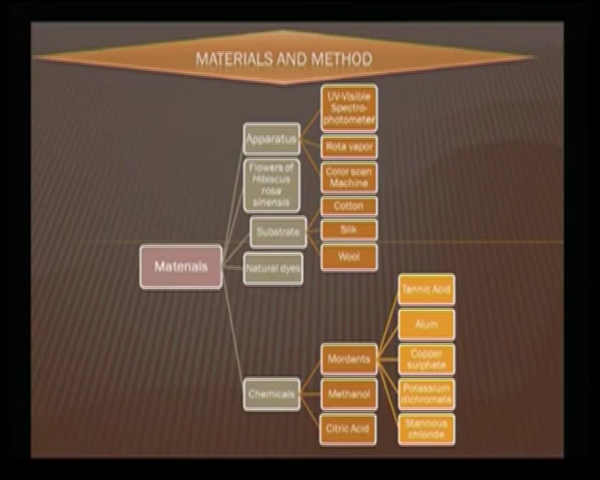 MATERIALS AND METHOD
UV-Visible
Spectro-
photometer
Apparatus
Rota vapor
Flowers of
Hibiscus
rosa
sinensis
Color scan
Machine
Cotton
Substrate
Silk
Wool
Materials
Natural dyes
Tannic Acid
Alum
Mordants
Copper
sulphate
Chemicals
Methanol
Potassium
dichromate
Citric Acid
Stannous
chloride